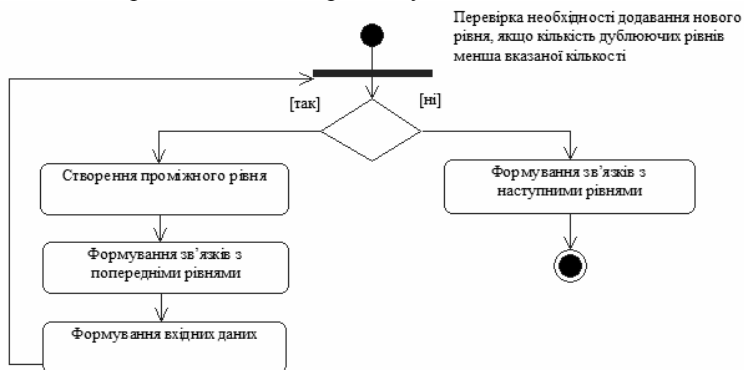 Перевірка необхідності додавання нового
рівня, якщо кількість дублюючих рівнів
менша вказаної кількості
[так]
[ні]
Створення проміжного рівня
Формування зв’язків з
наступними рівнями
Формування зв’язків з
попередніми рівнями
Формування вхідних даних